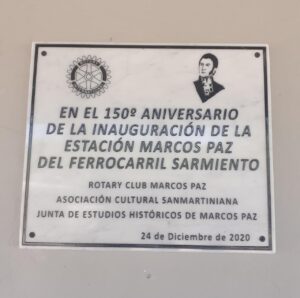 EN EL 150º ANIVERSARIO
DE LA INAUGURACIÓN DE LA
ESTACIÓN MARCOS PAZ
DEL FERROCARRIL SARMIENTO
ROTARY CLUB MARCOS PAZ
ASOCIACIÓN CULTURAL SANMARTINIANA
JUNTA DE ESTUDIOS HISTÓRICOS DE MARCOS PAZ
24 de Diciembre de 2020